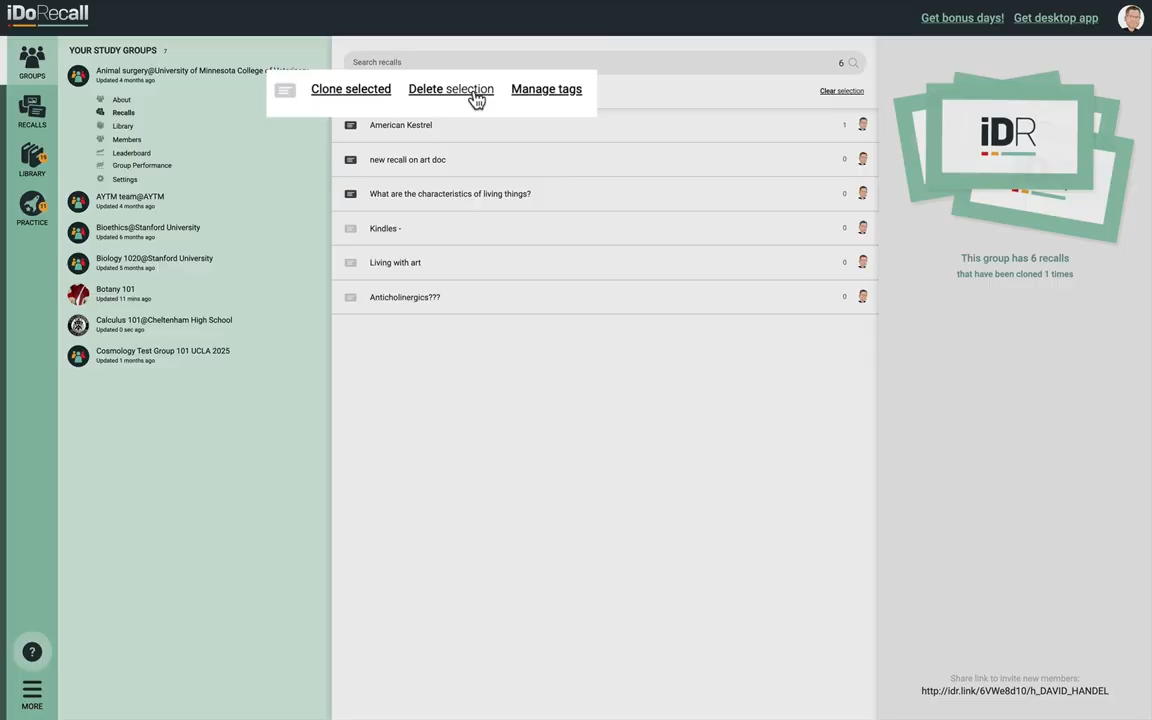 iDoRecall
Get bonus days!
Get desktop app
GROUPS
RECALLS
19
LIBRARY
11
PRACTICE
?
MORE
YOUR STUDY GROUPS 7
Animal surgery@University of Minnesota College of Veterinary
Updated 4 months ago
About
Recalls
Library
Members
Leaderboard
Group Performance
Settings
AYTM team@AYTM
Updated 4 months ago
Bioethics@Stanford University
Updated 6 months ago
Biology 1020@Stanford University
Updated 5 months ago
Botany 101
Updated 11 mins ago
Calculus 101@Cheltenham High School
Updated 0 sec ago
Cosmology Test Group 101 UCLA 2025
Updated 1 months ago
Search recalls 6
Clone selected Delete selection Manage tags
Clear selection
American Kestrel 1
new recall on art doc 0
What are the characteristics of living things? 0
Kindles - 0
Living with art 0
Anticholinergics??? 0
iDR
This group has 6 recalls
that have been cloned 1 times
Share link to invite new members:
http://idr.link/6VWe8d10/h_DAVID_HANDEL